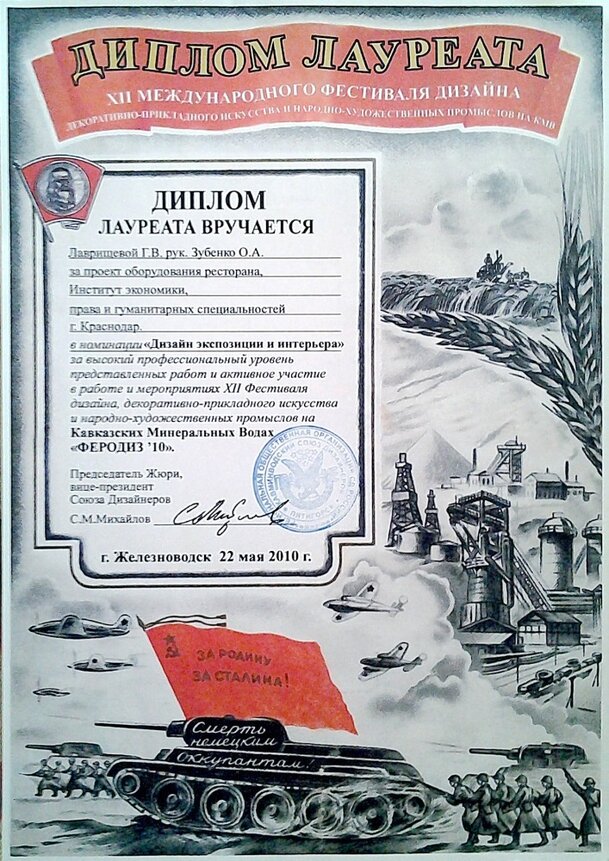 ДИПЛОМ ЛАУРЕАТА
XII МЕЖДУНАРОДНОГО ФЕСТИВАЛЯ ДИЗАЙНА
ДЕКОРАТИВНО-ПРИКЛАДНОГО ИСКУССТВА И НАРОДНО-ХУДОЖЕСТВЕННЫХ ПРОМЫСЛОВ НА КМВ
ДИПЛОМ
ЛАУРЕАТА ВРУЧАЕТСЯ
Лаврищевой Г.В. рук. Зубенко О.А.
за проект оборудования ресторана,
Институт экономики,
права и гуманитарных специальностей
г. Краснодар.
в номинации «Дизайн экспозиции и интерьера»
за высокий профессиональный уровень
представленных работ и активное участие
в работе и мероприятиях XII Фестиваля
дизайна, декоративно-прикладного искусства
и народно-художественных промыслов на
Кавказских Минеральных Водах
«ФЕРОДИЗ '10».
Председатель Жюри,
вице-президент
Союза Дизайнеров
С.М.Михайлов
г. Железноводск 22 мая 2010 г.
ЗА РОДИНУ
ЗА СТАЛИНА!
Смерть
немецким
оккупантам!